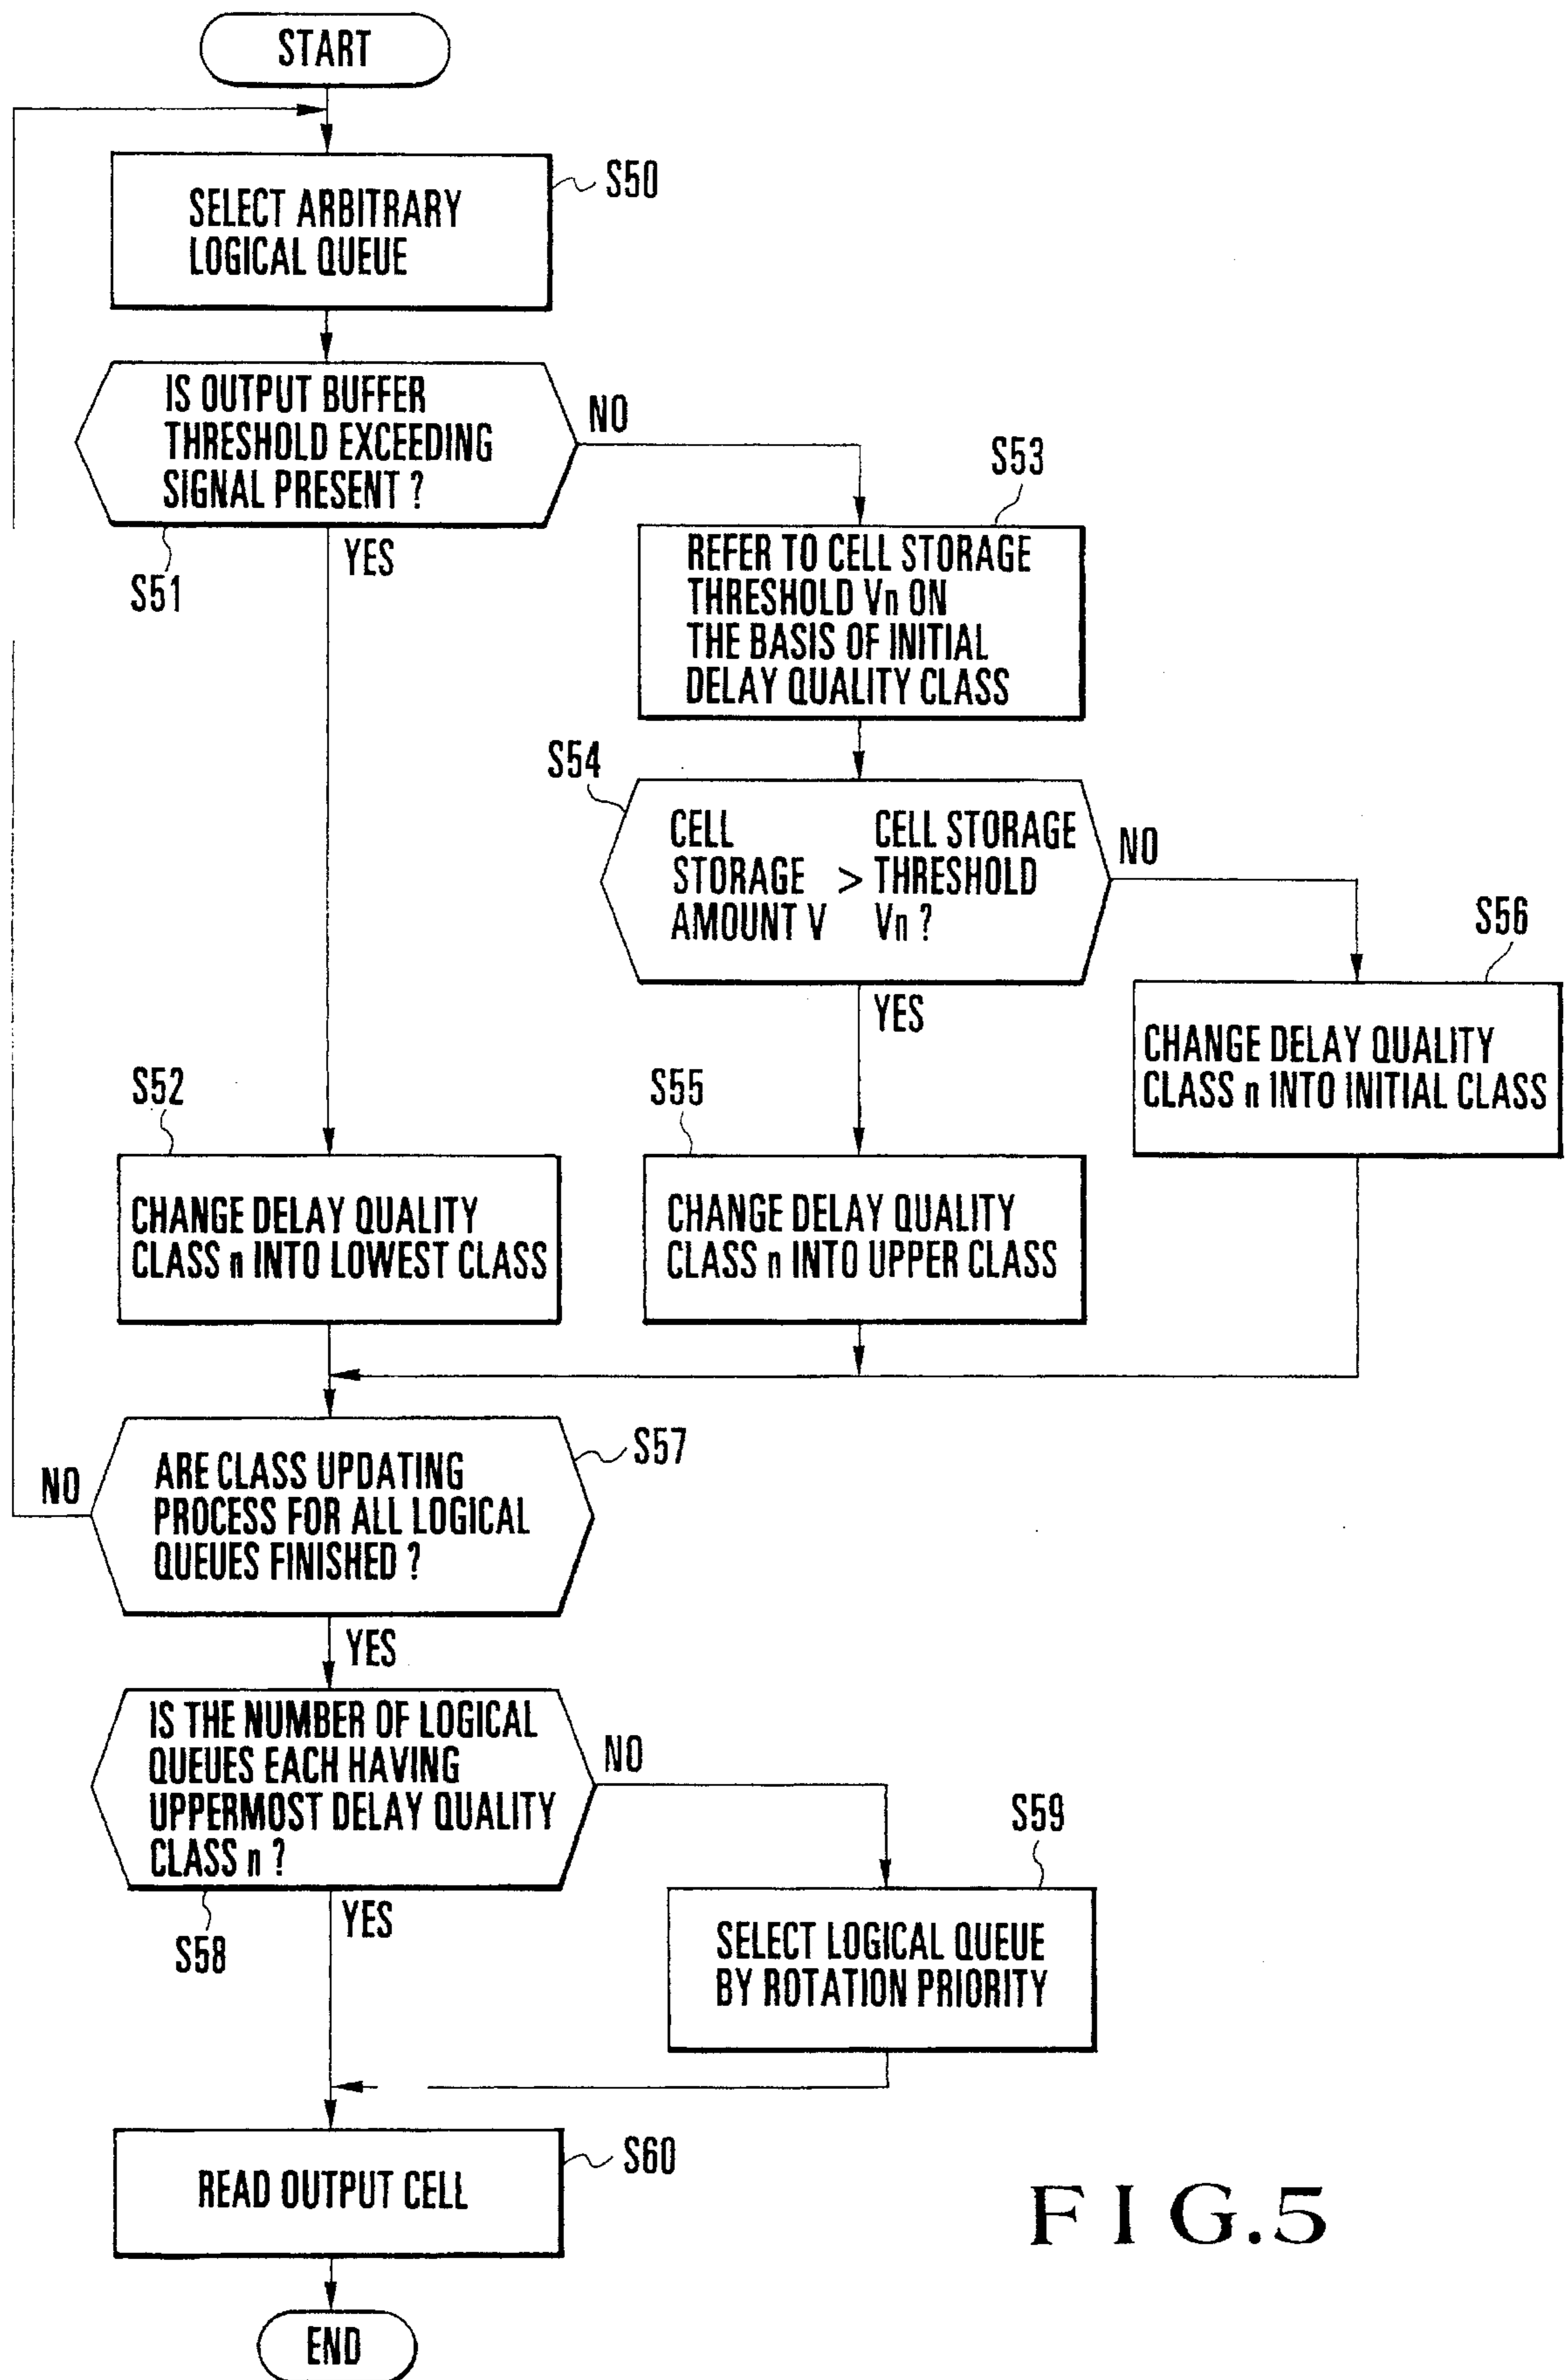 START
S50
SELECT ARBITRARY
LOGICAL QUEUE
IS OUTPUT BUFFER
THRESHOLD EXCEEDING
SIGNAL PRESENT ?
NO
S51
YES
S53
REFER TO CELL STORAGE
THRESHOLD Vn ON
THE BASIS OF INITIAL
DELAY QUALITY CLASS
S54
CELL
STORAGE
AMOUNT V
>
CELL STORAGE
THRESHOLD
Vn ?
NO
YES
S56
CHANGE DELAY QUALITY
CLASS n INTO INITIAL CLASS
S52
CHANGE DELAY QUALITY
CLASS n INTO LOWEST CLASS
S55
CHANGE DELAY QUALITY
CLASS n INTO UPPER CLASS
S57
ARE CLASS UPDATING
PROCESS FOR ALL LOGICAL
QUEUES FINISHED ?
NO
YES
IS THE NUMBER OF LOGICAL
QUEUES EACH HAVING
UPPERMOST DELAY QUALITY
CLASS n ?
NO
S58
YES
S59
SELECT LOGICAL QUEUE
BY ROTATION PRIORITY
S60
READ OUTPUT CELL
END
FIG.5